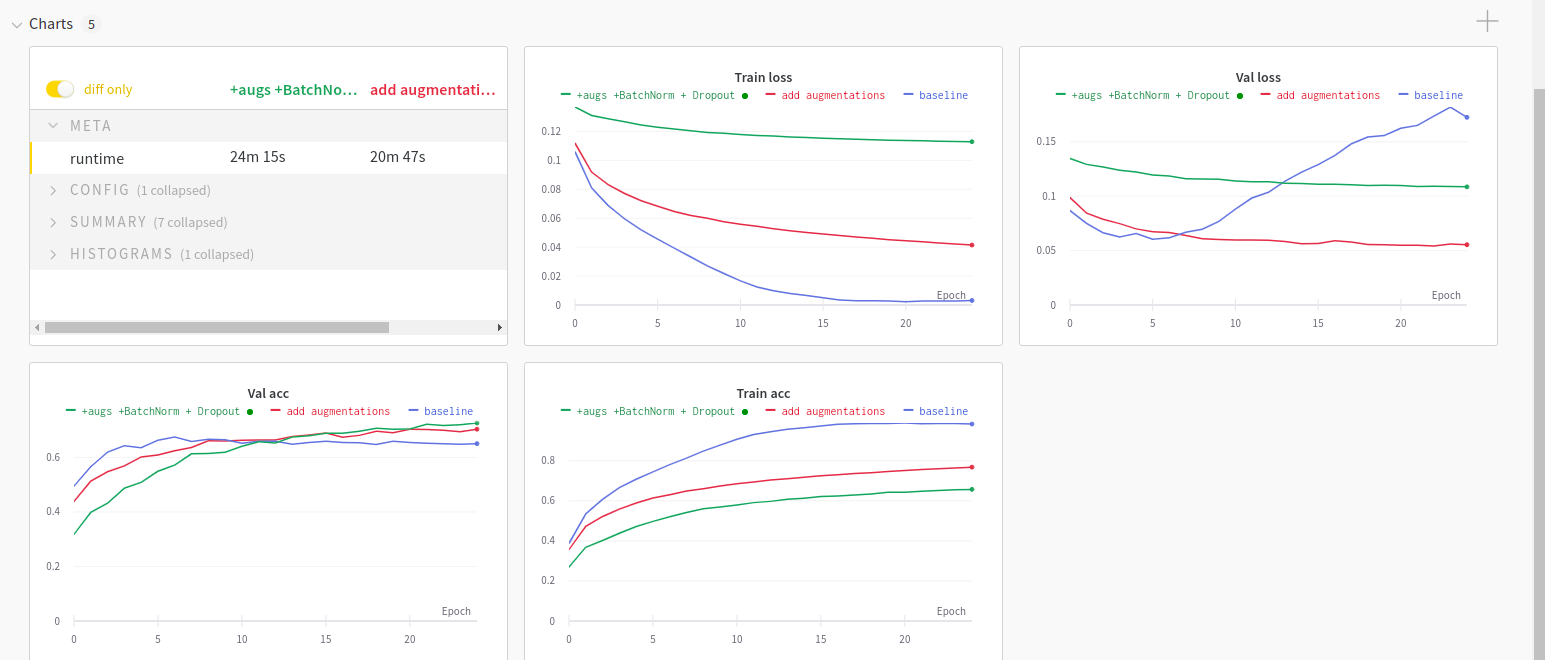 Charts 5
diff only +augs +BatchNo... add augmentati...
META
runtime 24m 15s 20m 47s
CONFIG (1 collapsed)
SUMMARY (7 collapsed)
HISTOGRAMS (1 collapsed)
Train loss
+augs +BatchNorm + Dropout add augmentations baseline
0.12
0.1
0.08
0.06
0.04
0.02
0
Epoch
0 5 10 15 20
Val loss
+augs +BatchNorm + Dropout add augmentations baseline
0.15
0.1
0.05
0
Epoch
0 5 10 15 20
Val acc
+augs +BatchNorm + Dropout add augmentations baseline
0.6
0.4
0.2
0
Epoch
0 5 10 15 20
Train acc
+augs +BatchNorm + Dropout add augmentations baseline
0.8
0.6
0.4
0.2
0
Epoch
0 5 10 15 20